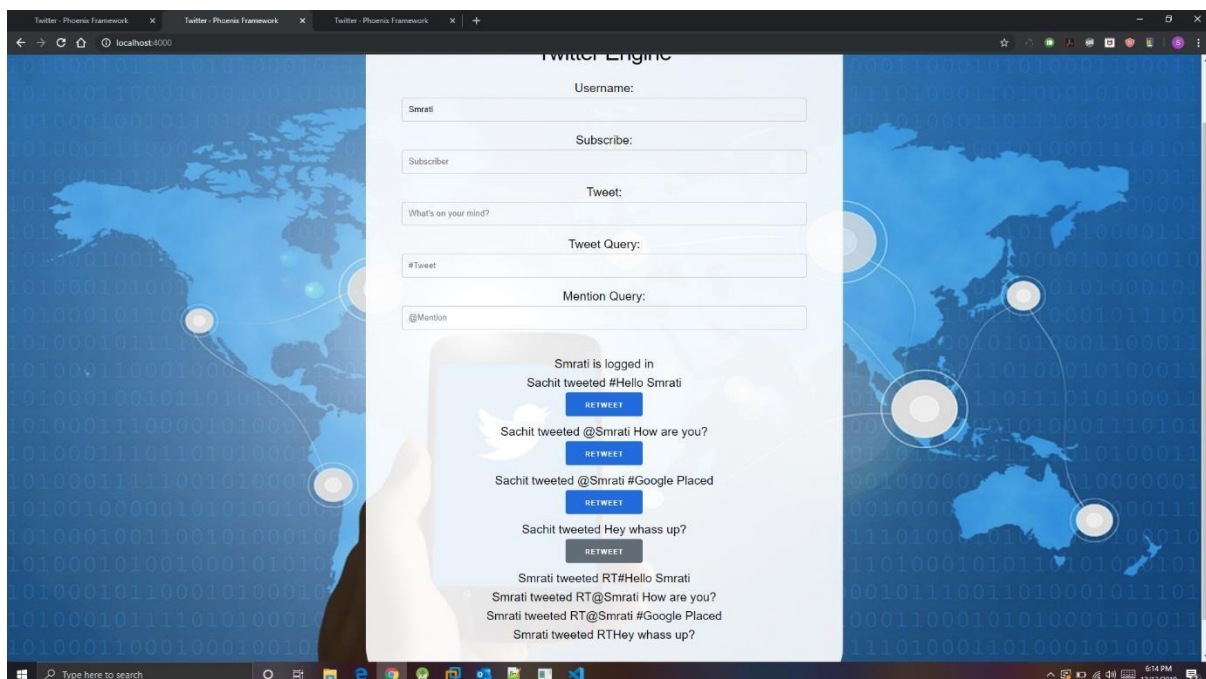 Twitter - Phoenix Framework
Twitter - Phoenix Framework
Twitter - Phoenix Framework
localhost:4000
Twitter Engine
Username:
Smrati
Subscribe:
Subscriber
Tweet:
What's on your mind?
Tweet Query:
#Tweet
Mention Query:
@Mention
Smrati is logged in
Sachit tweeted #Hello Smrati
RETWEET
Sachit tweeted @Smrati How are you?
RETWEET
Sachit tweeted @Smrati #Google Placed
RETWEET
Sachit tweeted Hey whass up?
RETWEET
Smrati tweeted RT#Hello Smrati
Smrati tweeted RT@Smrati How are you?
Smrati tweeted RT@Smrati #Google Placed
Smrati tweeted RTHey whass up?
Type here to search
6:14 PM